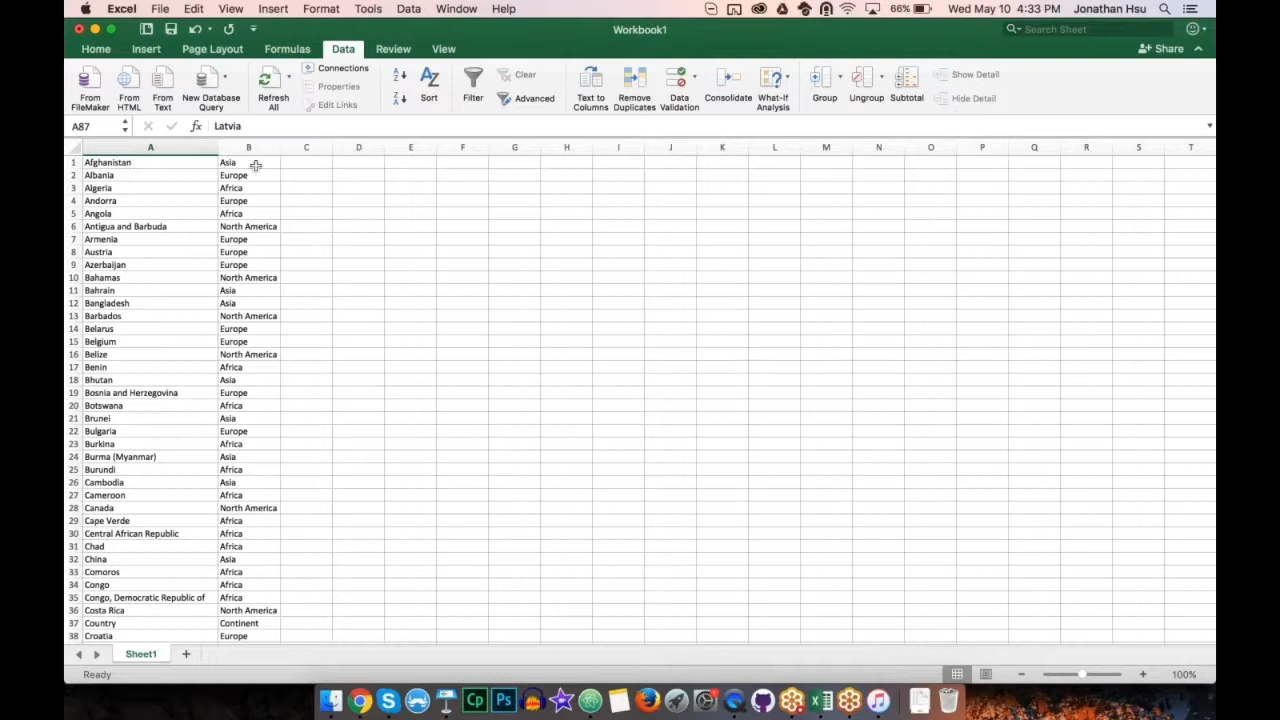 Excel File Edit View Insert Format Tools Data Window Help 66% Wed May 10 4:33 PM Jonathan Hsu
Workbook1 Search Sheet
Home Insert Page Layout Formulas Data Review View Share
From FileMaker
From HTML
From Text
New Database Query
Refresh All
Connections
Properties
Edit Links
Sort
Filter
Clear
Advanced
Text to Columns
Remove Duplicates
Data Validation
Consolidate
What-If Analysis
Group
Ungroup
Subtotal
Show Detail
Hide Detail
A87 fx Latvia
A B C D E F G H I J K L M N O P Q R S T
1 Afghanistan Asia
2 Albania Europe
3 Algeria Africa
4 Andorra Europe
5 Angola Africa
6 Antigua and Barbuda North America
7 Armenia Europe
8 Austria Europe
9 Azerbaijan Europe
10 Bahamas North America
11 Bahrain Asia
12 Bangladesh Asia
13 Barbados North America
14 Belarus Europe
15 Belgium Europe
16 Belize North America
17 Benin Africa
18 Bhutan Asia
19 Bosnia and Herzegovina Europe
20 Botswana Africa
21 Brunei Asia
22 Bulgaria Europe
23 Burkina Africa
24 Burma (Myanmar) Asia
25 Burundi Africa
26 Cambodia Asia
27 Cameroon Africa
28 Canada North America
29 Cape Verde Africa
30 Central African Republic Africa
31 Chad Africa
32 China Asia
33 Comoros Africa
34 Congo Africa
35 Congo, Democratic Republic of Africa
36 Costa Rica North America
37 Country Continent
38 Croatia Europe
Sheet1 +
Ready 100%
Cp Ps